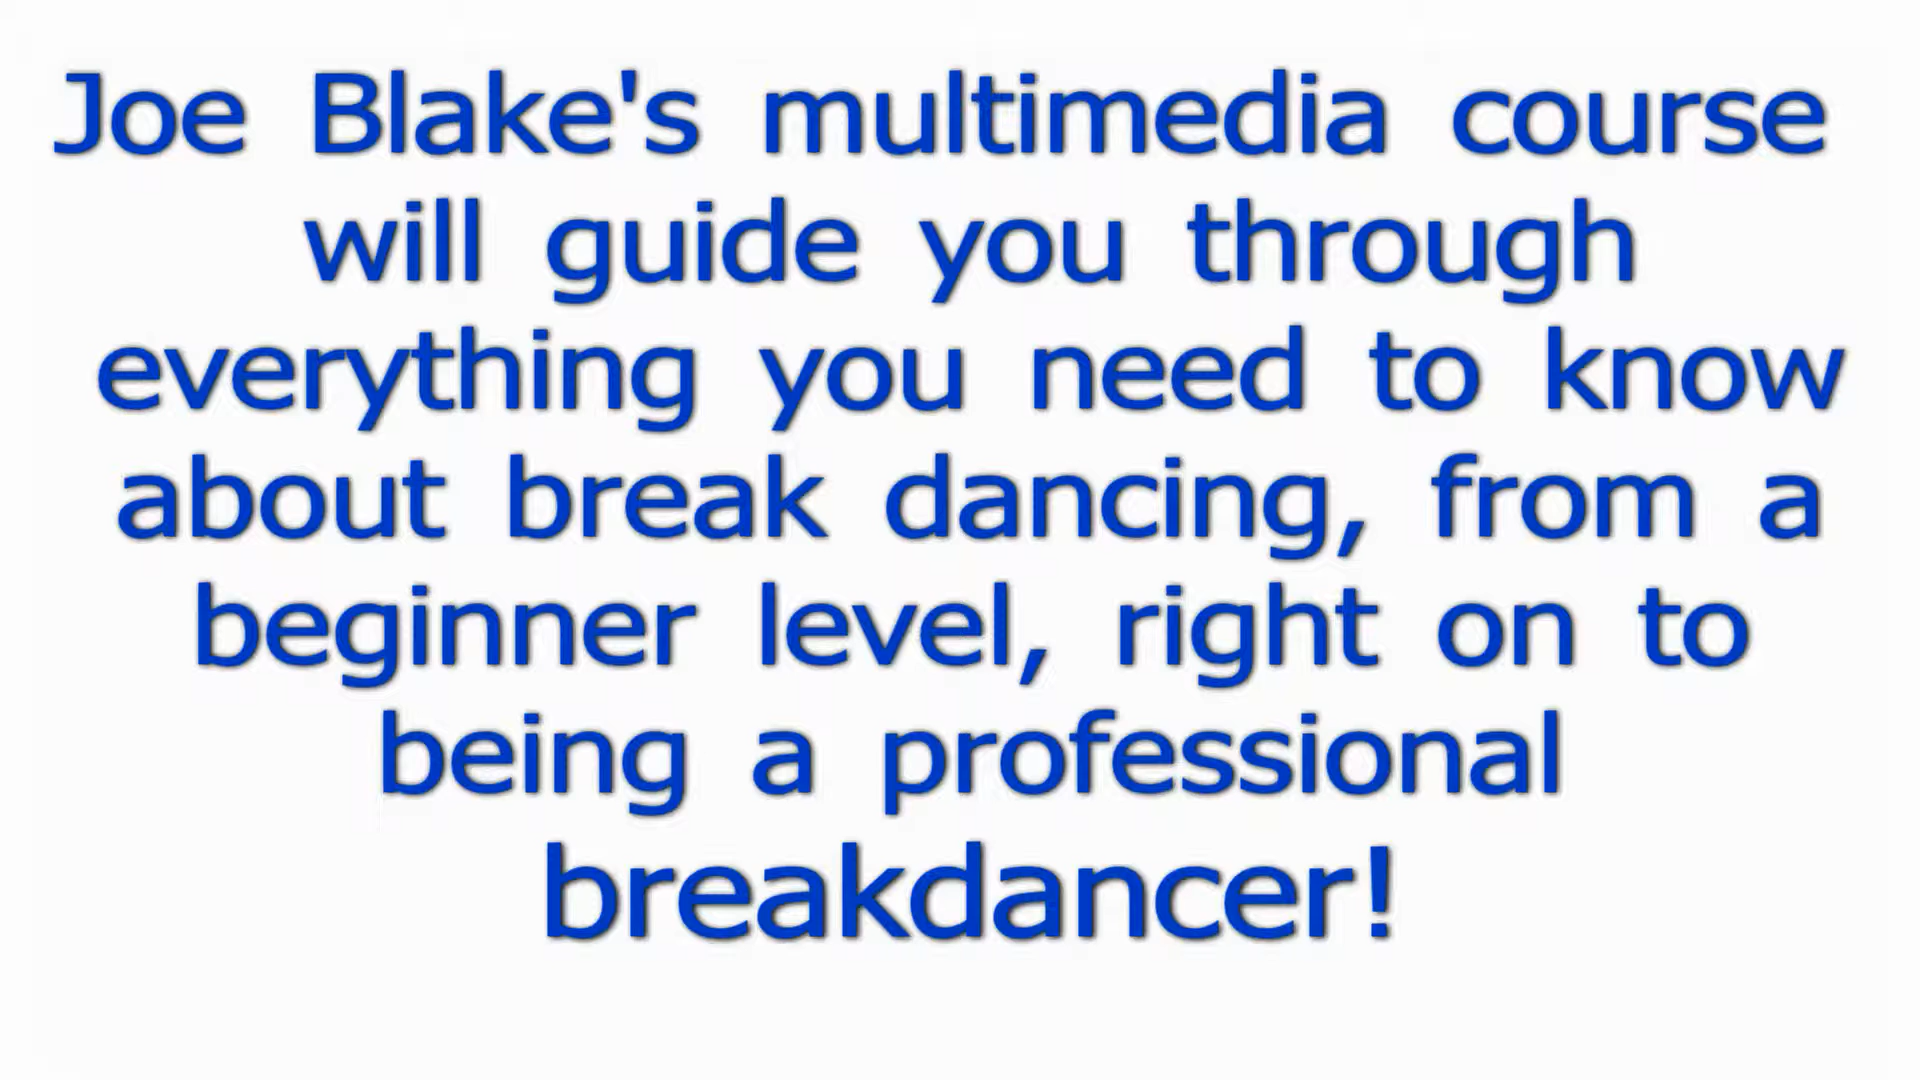 Joe Blake's multimedia course
will guide you through
everything you need to know
about break dancing, from a
beginner level, right on to
being a professional
breakdancer!